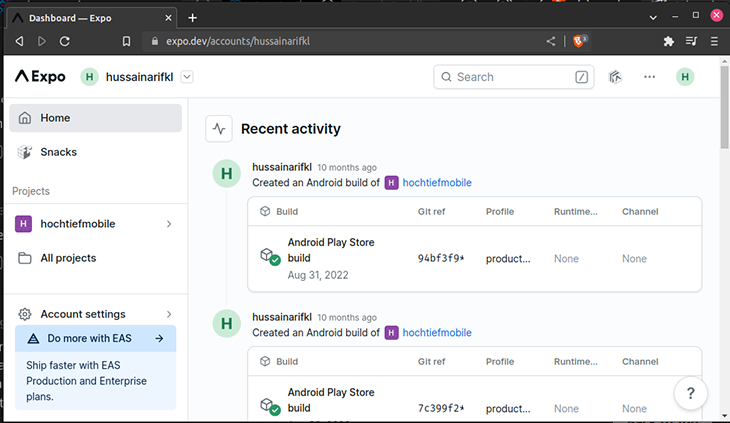 Dashboard — Expo
expo.dev/accounts/hussainarifkl
Expo
H hussainarifkl
Search
H
Home
Snacks
Projects
H hochtiefmobile
All projects
Account settings
Do more with EAS
Ship faster with EAS
Production and Enterprise
plans.
Recent activity
H
hussainarifkl 10 months ago
Created an Android build of H hochtiefmobile
Build Git ref Profile Runtime... Channel
Android Play Store
build
94bf3f9* product... None None
Aug 31, 2022
H
hussainarifkl 10 months ago
Created an Android build of H hochtiefmobile
Build Git ref Profile Runtime... Channel
Android Play Store
build
7c399f2* product... None None
?